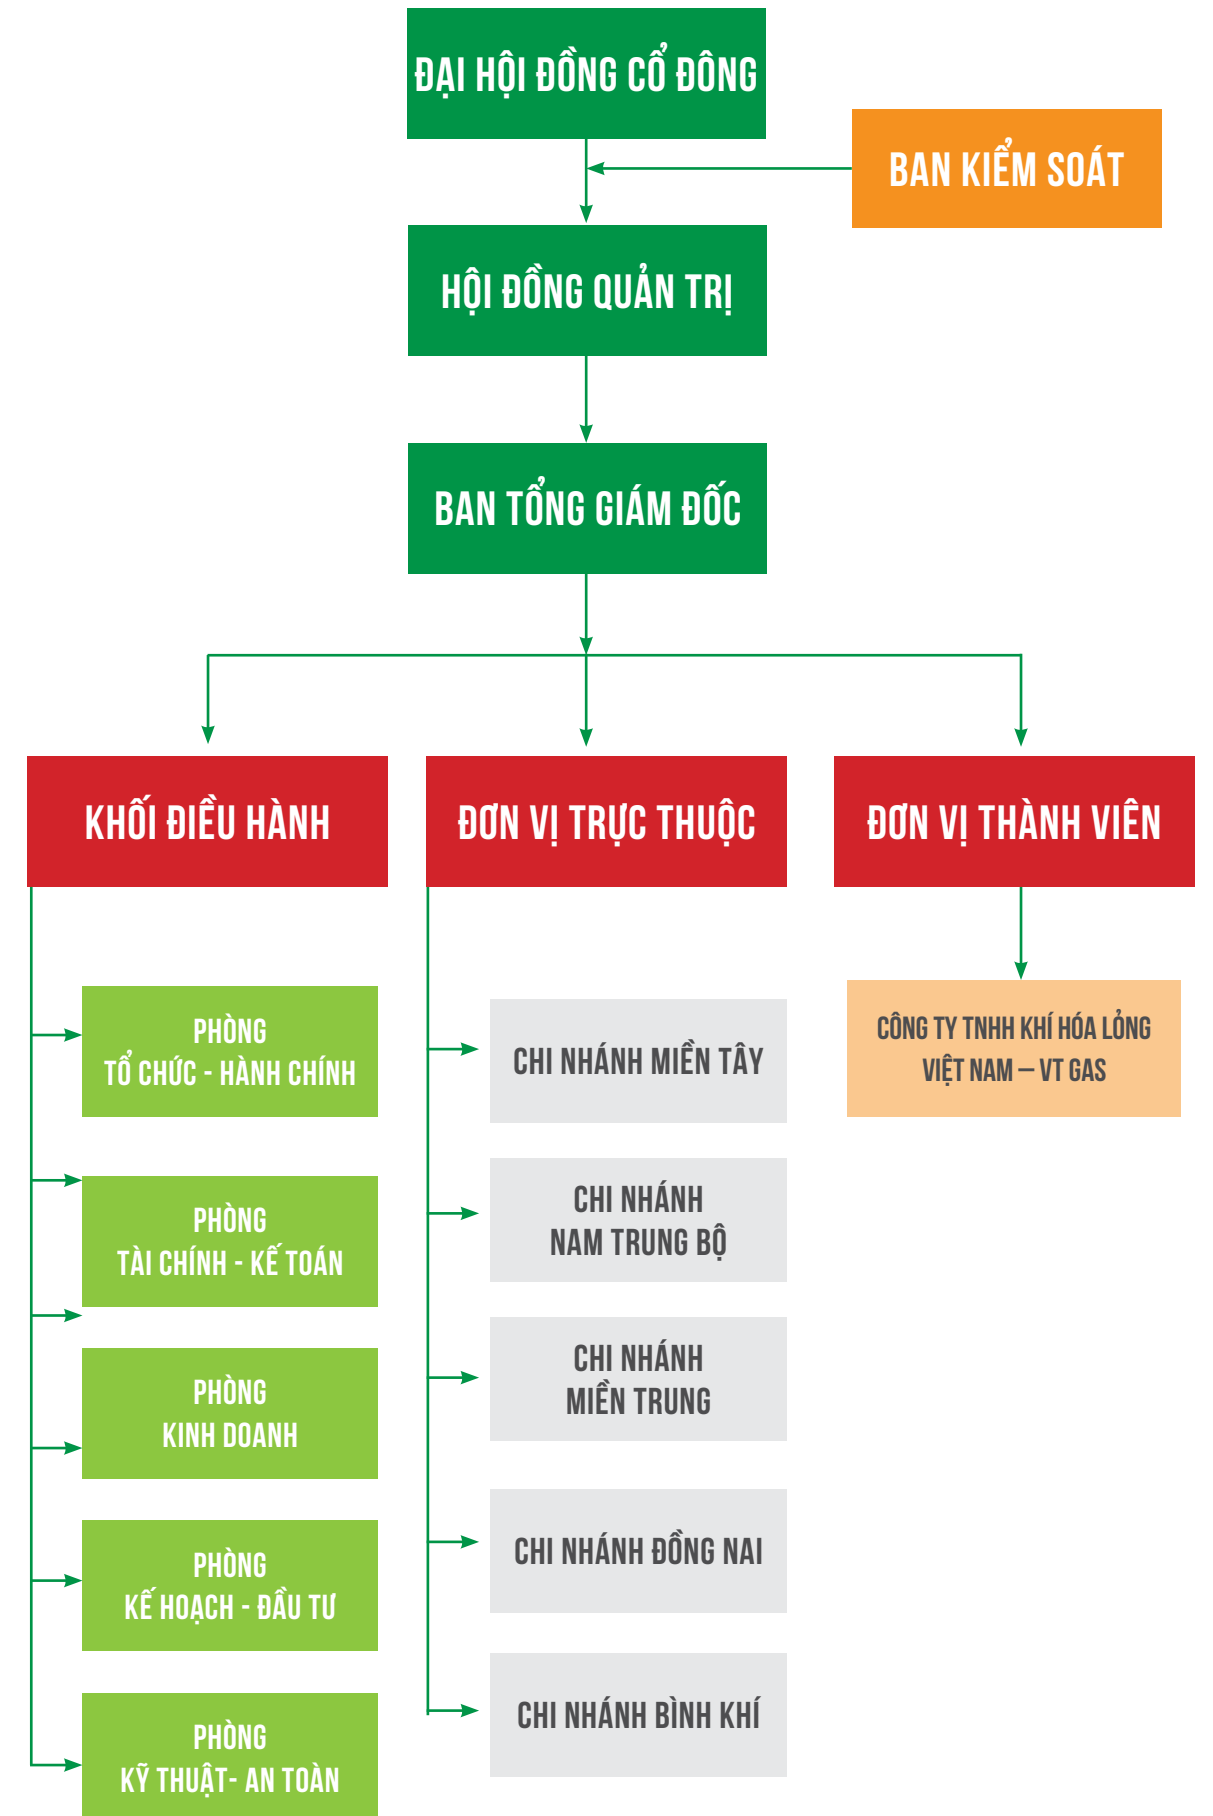 ĐẠI HỘI ĐỒNG CỔ ĐÔNG
BAN KIỂM SOÁT
HỘI ĐỒNG QUẢN TRỊ
BAN TỔNG GIÁM ĐỐC
KHỐI ĐIỀU HÀNH
ĐƠN VỊ TRỰC THUỘC
ĐƠN VỊ THÀNH VIÊN
PHÒNG
TỔ CHỨC - HÀNH CHÍNH
PHÒNG
TÀI CHÍNH - KẾ TOÁN
PHÒNG
KINH DOANH
PHÒNG
KẾ HOẠCH - ĐẦU TƯ
PHÒNG
KỸ THUẬT- AN TOÀN
CHI NHÁNH MIỀN TÂY
CHI NHÁNH
NAM TRUNG BỘ
CHI NHÁNH
MIỀN TRUNG
CHI NHÁNH ĐỒNG NAI
CHI NHÁNH BÌNH KHÍ
CÔNG TY TNHH KHÍ HÓA LỎNG
VIỆT NAM – VT GAS